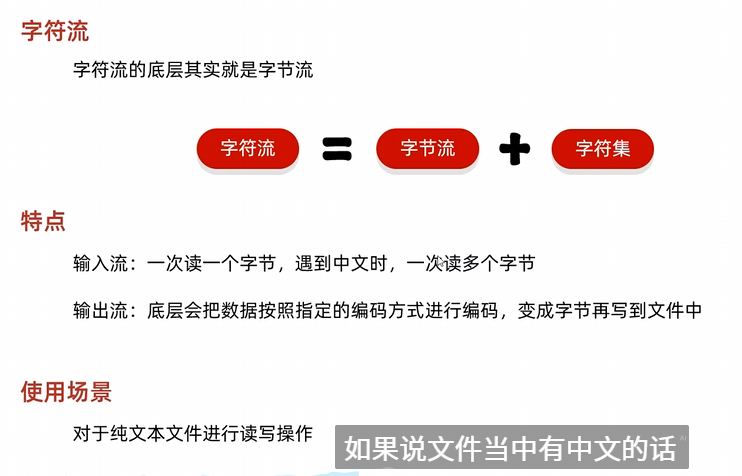 字符流
字符流的底层其实就是字节流
字符流 = 字节流 + 字符集
特点
输入流：一次读一个字节，遇到中文时，一次读多个字节
输出流：底层会把数据按照指定的编码方式进行编码，变成字节再写到文件中
使用场景
对于纯文本文件进行读写操作
如果说文件当中有中文的话